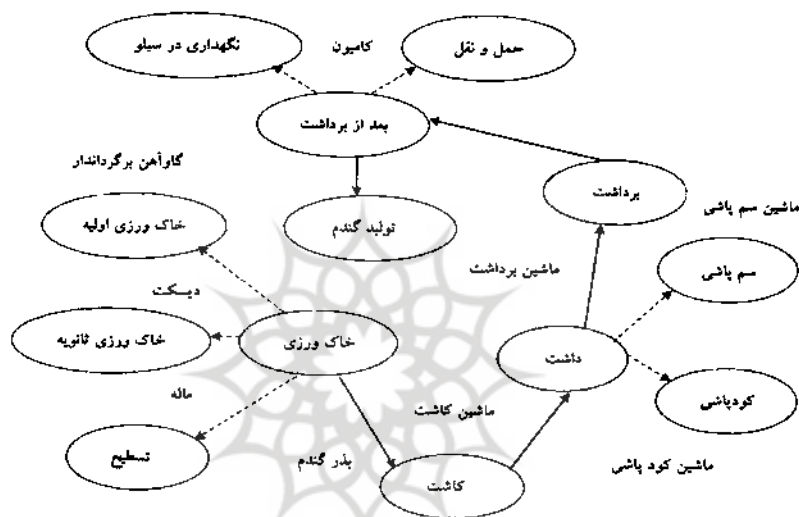 کامیون
حمل و نقل
نگهداری در سیلو
بعد از برداشت
گاوآهن برگرداندار
برداشت
خاک ورزی اولیه
تولید گندم
ماشین سم پاشی
ماشین برداشت
سم پاشی
دیسکت
خاک ورزی
خاک ورزی ثانویه
داشت
ماله
ماشین کاشت
کودپاشی
تسطیح
بذر گندم
کاشت
ماشین کود پاشی